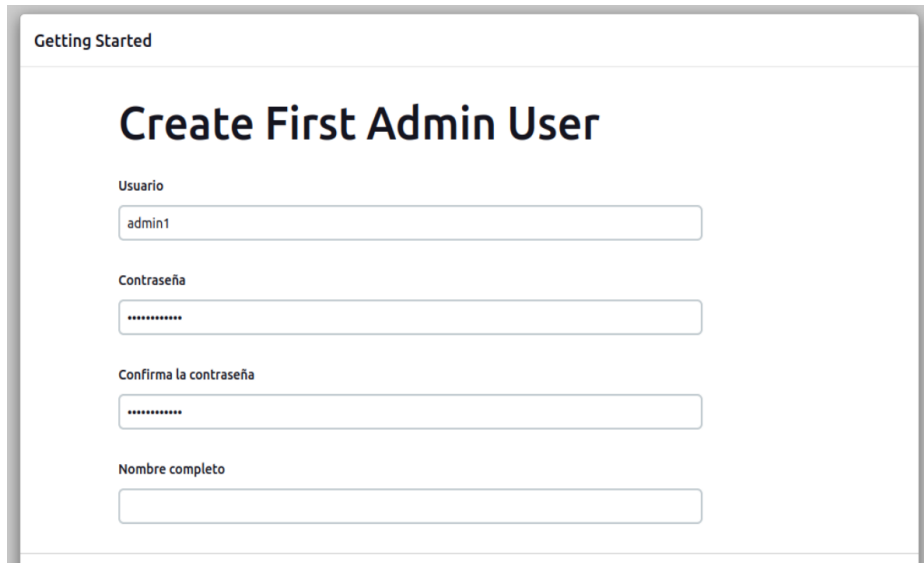 Getting Started
Create First Admin User
Usuario
admin1
Contraseña
••••••••••••
Confirma la contraseña
••••••••••••
Nombre completo